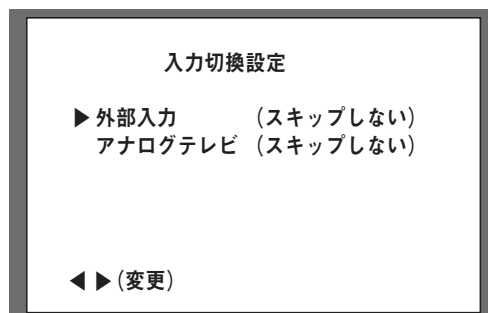 入力切換設定
▶外部入力 (スキップしない)
アナログテレビ (スキップしない)
◀ ▶ (変更)